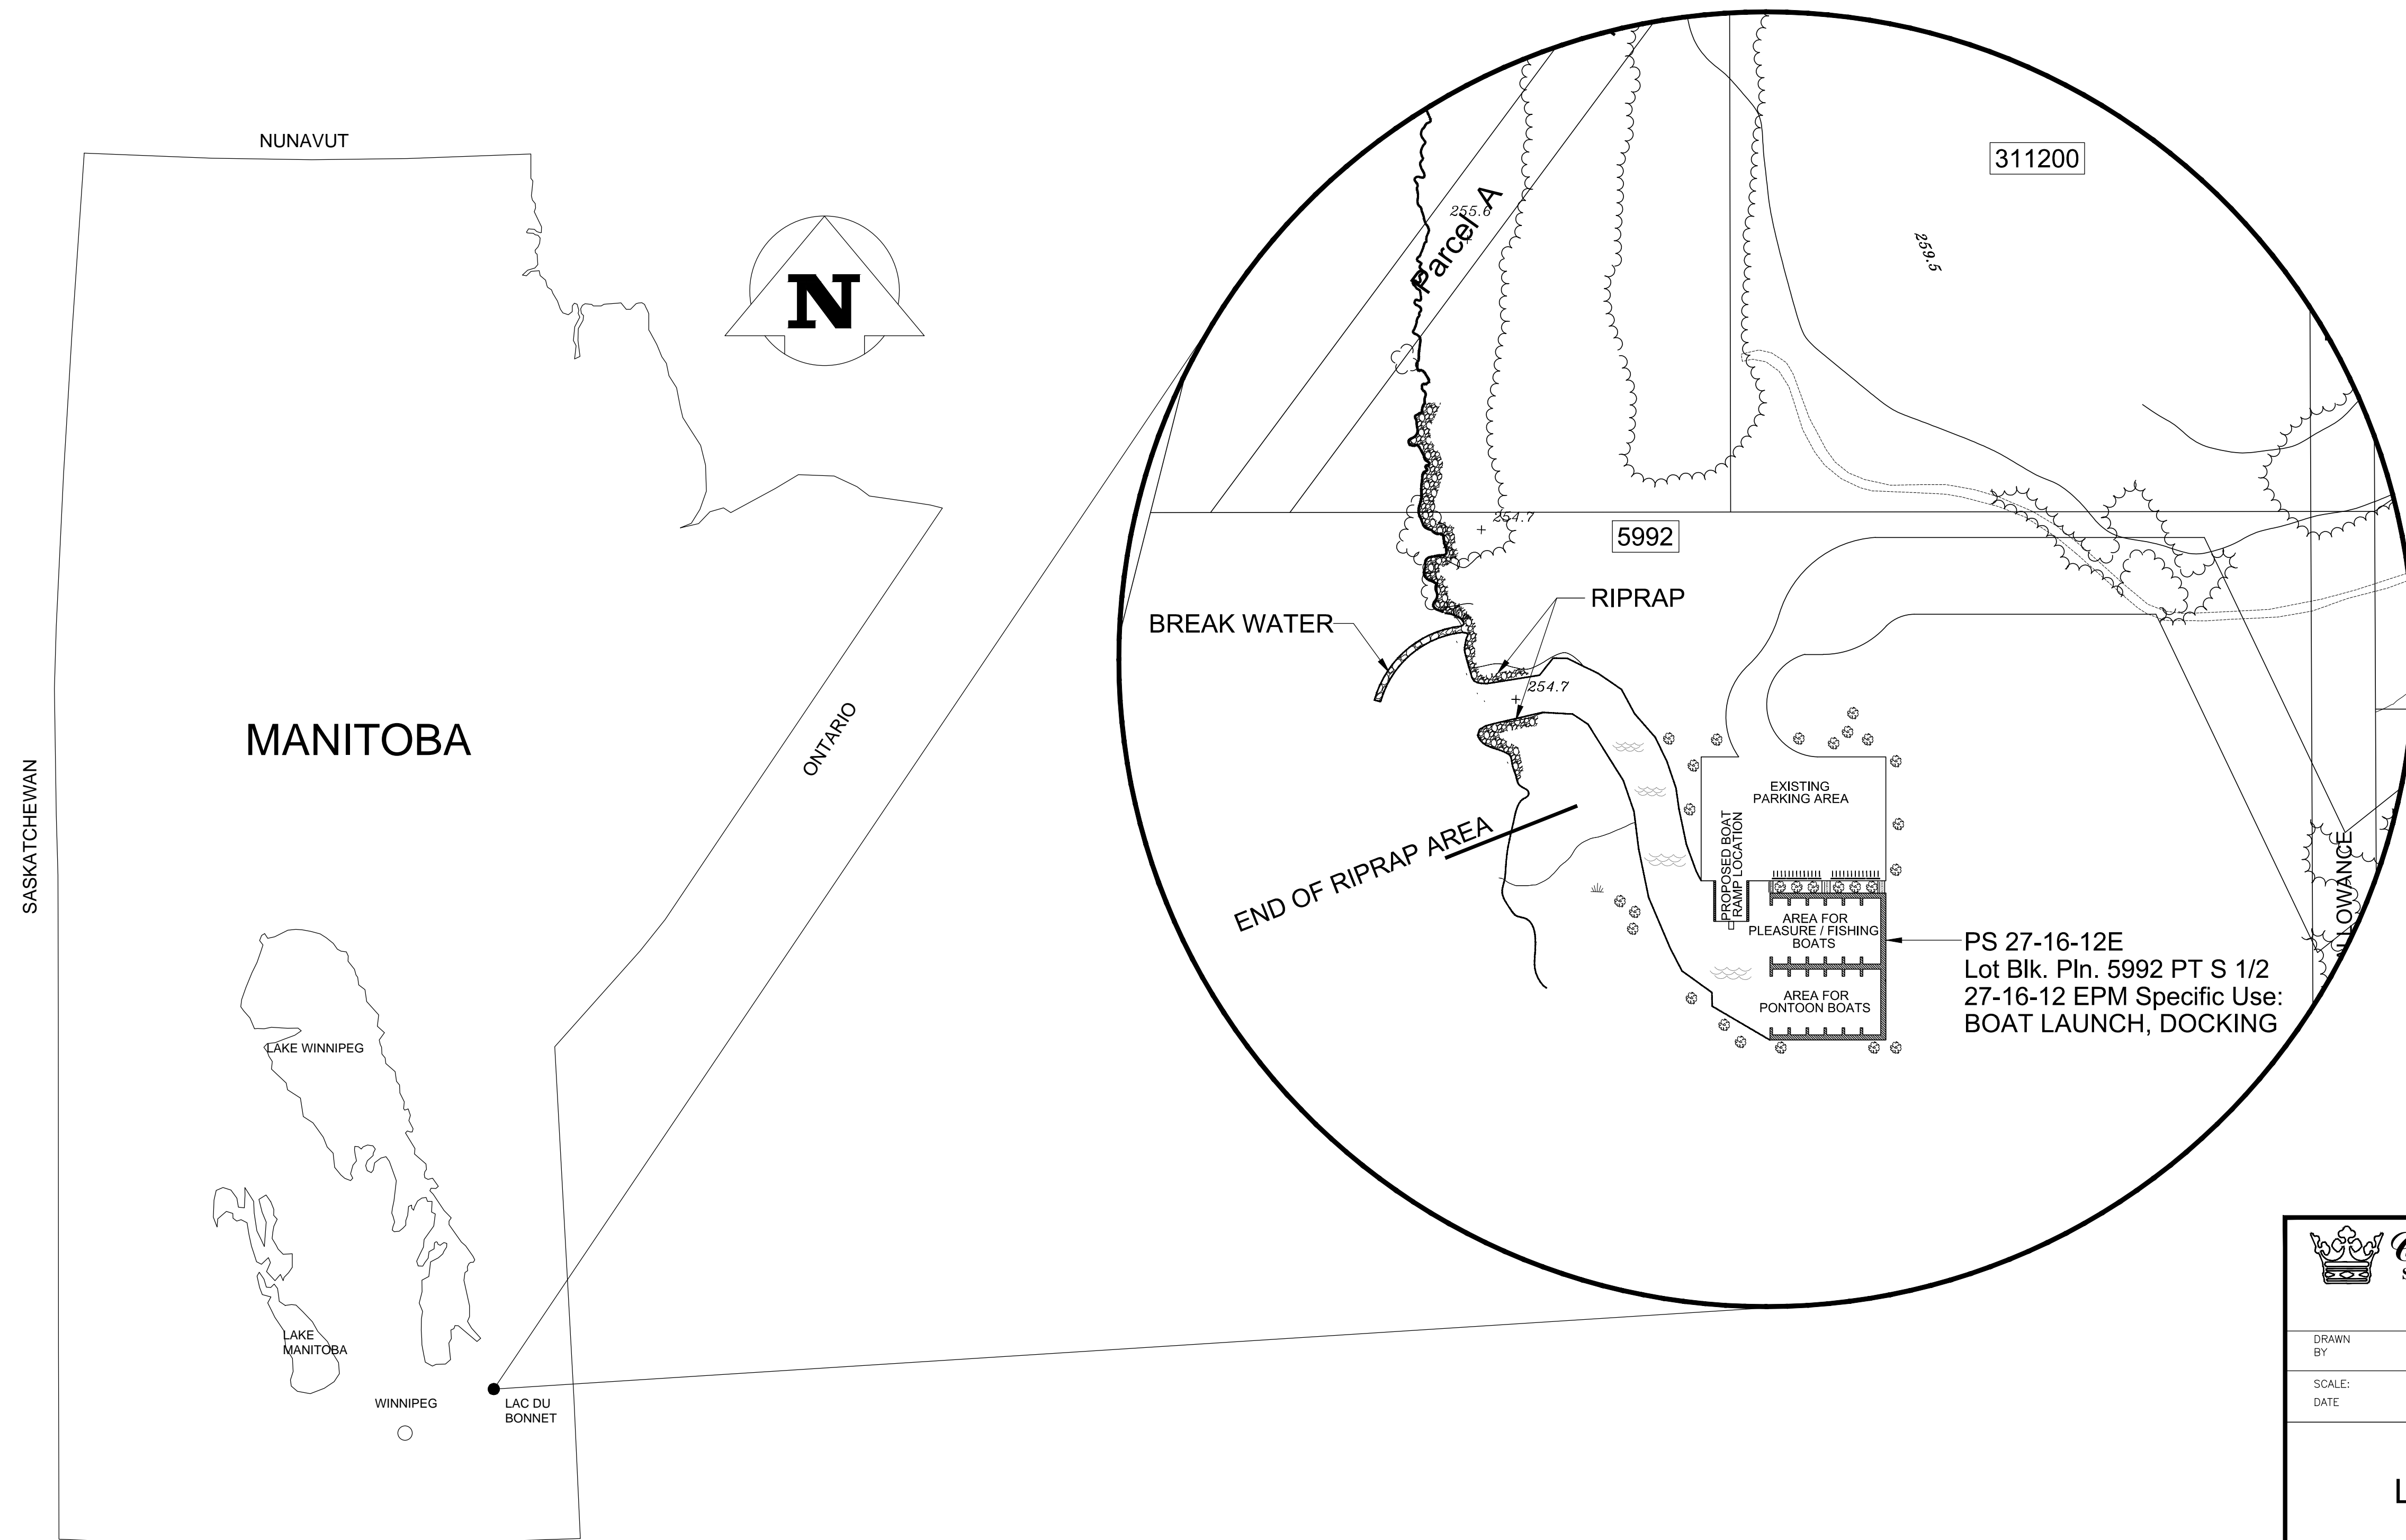 NUNAVUT
N
MANITOBA
SASKATCHEWAN
ONTARIO
LAKE WINNIPEG
LAKE
MANITOBA
WINNIPEG
LAC DU
BONNET
311200
255.6
Parcel A
259.5
254.7
5992
RIPRAP
BREAK WATER
254.7
END OF RIPRAP AREA
EXISTING
PARKING AREA
PROPOSED BOAT
RAMP LOCATION
AREA FOR
PLEASURE / FISHING
BOATS
AREA FOR
PONTOON BOATS
PS 27-16-12E
Lot Blk. Pln. 5992 PT S 1/2
27-16-12 EPM Specific Use:
BOAT LAUNCH, DOCKING
LLOWANCE
DRAWN
BY
SCALE:
DATE
L